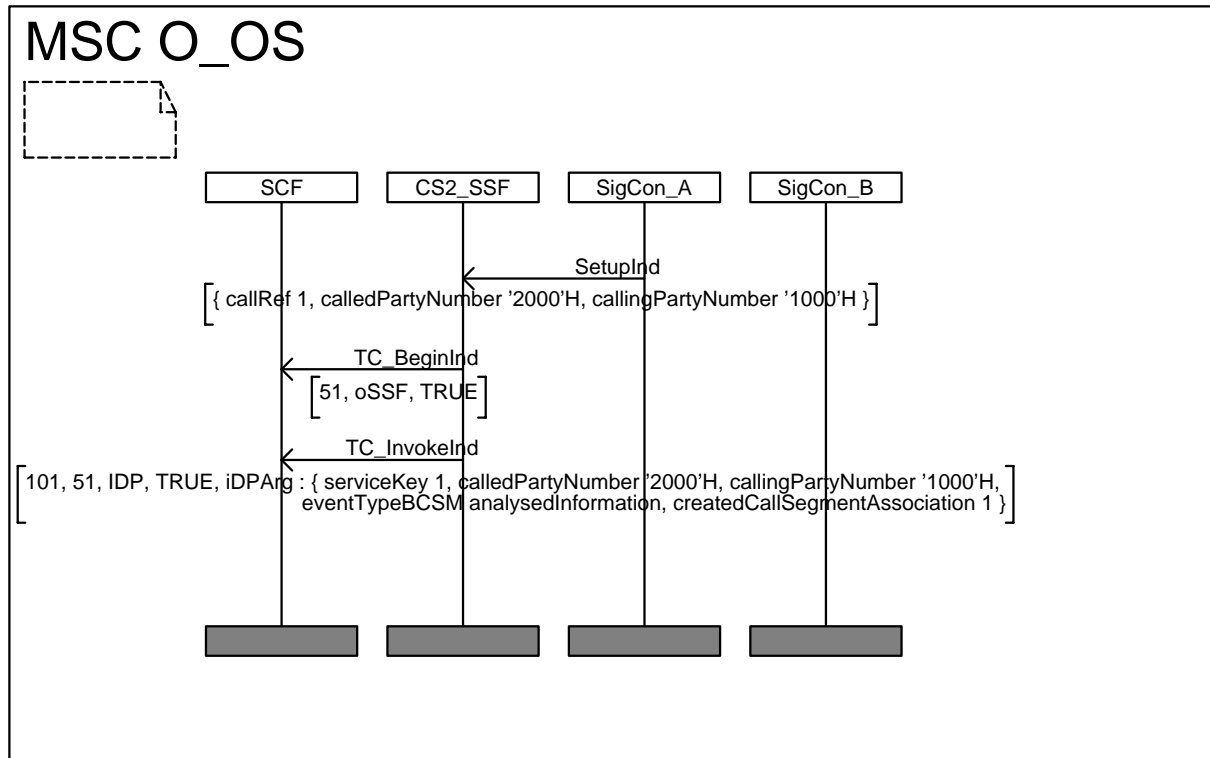 MSC O_OS
SCF CS2_SSF SigCon_A SigCon_B
SetupInd
{ callRef 1, calledPartyNumber '2000'H, callingPartyNumber '1000'H }
TC_BeginInd
51, oSSF, TRUE
TC_InvokeInd
101, 51, IDP, TRUE, iDPArg : { serviceKey 1, calledPartyNumber '2000'H, callingPartyNumber '1000'H,
eventTypeBCSM analysedInformation, createdCallSegmentAssociation 1 }